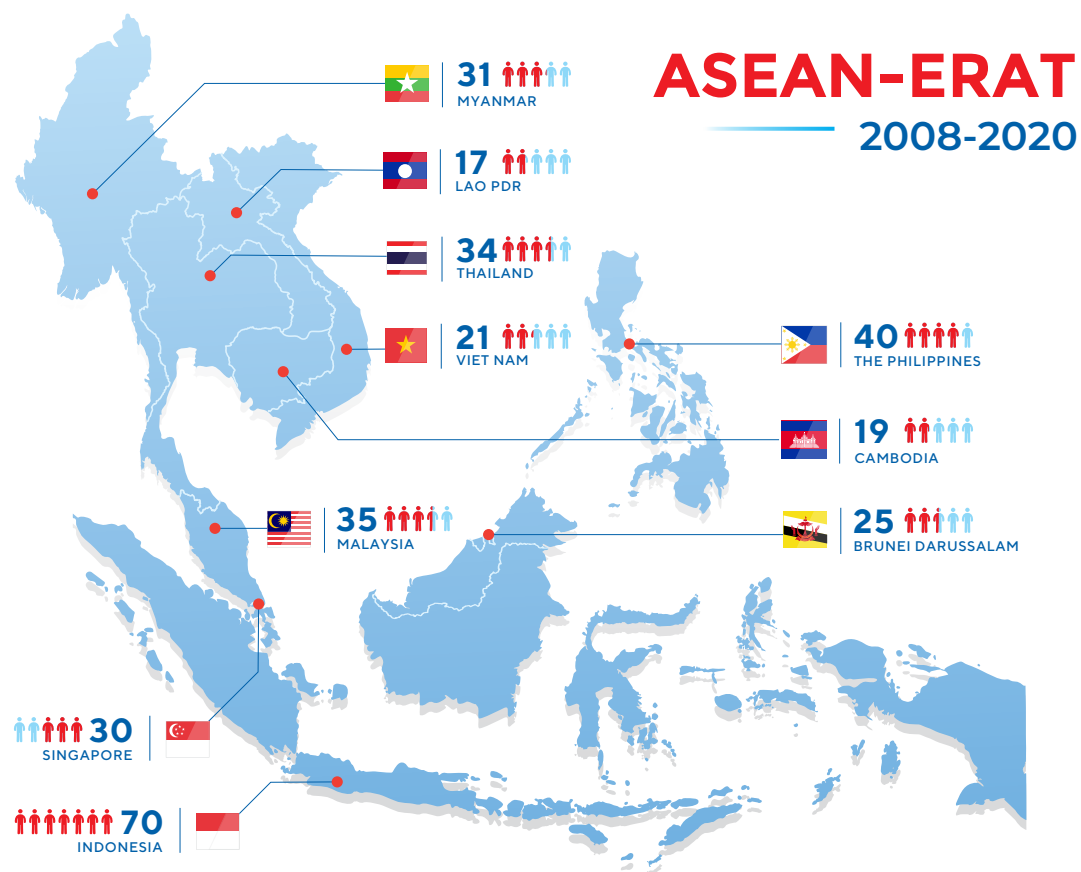 ASEAN-ERAT
2008-2020
31
MYANMAR
17
LAO PDR
34
THAILAND
21
VIET NAM
40
THE PHILIPPINES
19
CAMBODIA
35
MALAYSIA
25
BRUNEI DARUSSALAM
30
SINGAPORE
70
INDONESIA